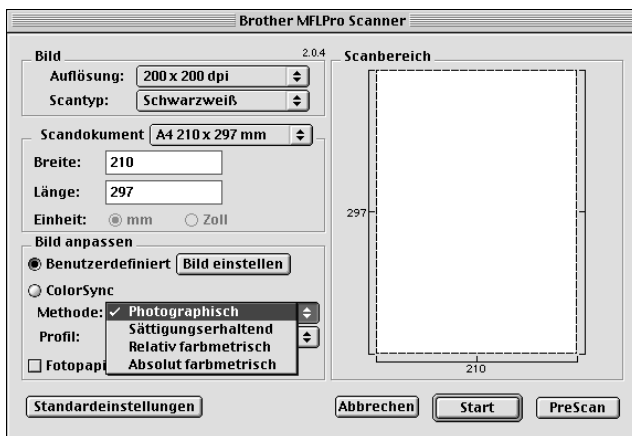 Brother MFLPro Scanner
Bild
2.0.4
Auflösung: 200 x 200 dpi
Scantyp: Schwarzweiß
Scandokument A4 210 x 297 mm
Breite: 210
Länge: 297
Einheit: mm Zoll
Bild anpassen
Benutzerdefiniert Bild einstellen
ColorSync
Methode: ✓ Photographisch
Sättigungserhaltend
Profil:
Relativ farbmetrisch
Fotopapi
Absolut farbmetrisch
Standardeinstellungen
Scanbereich
297
210
Abbrechen Start PreScan